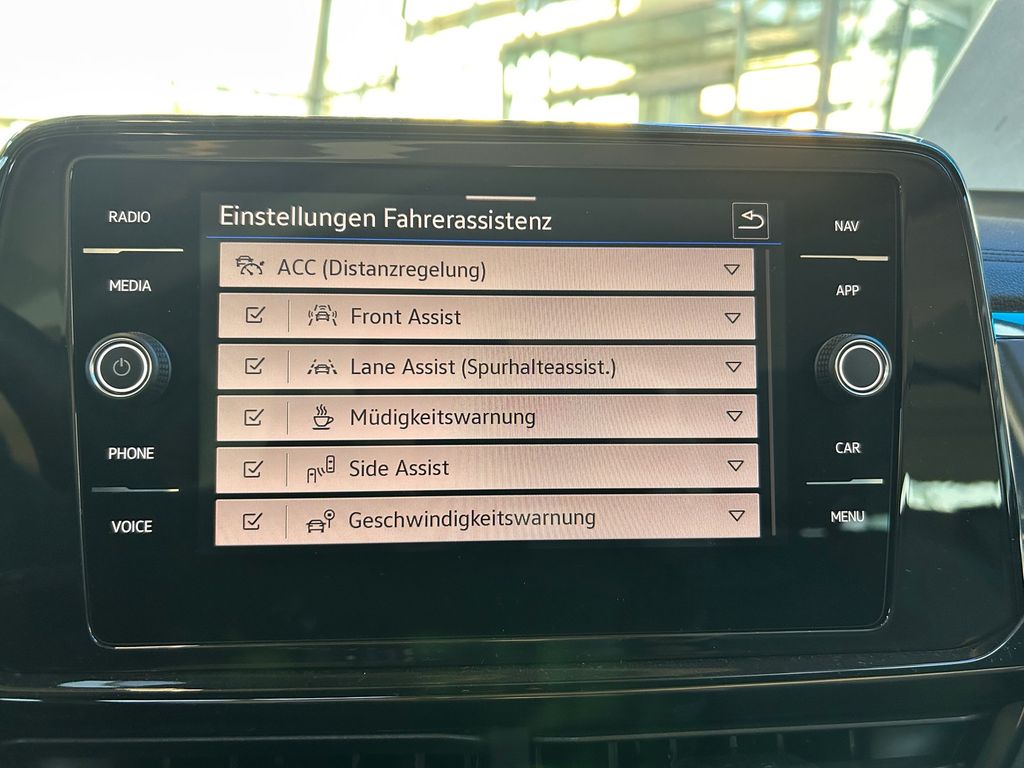 RADIO
MEDIA
PHONE
VOICE
Einstellungen Fahrerassistenz
ACC (Distanzregelung)
Front Assist
Lane Assist (Spurhalteassist.)
Müdigkeitswarnung
Side Assist
Geschwindigkeitswarnung
NAV
APP
CAR
MENU